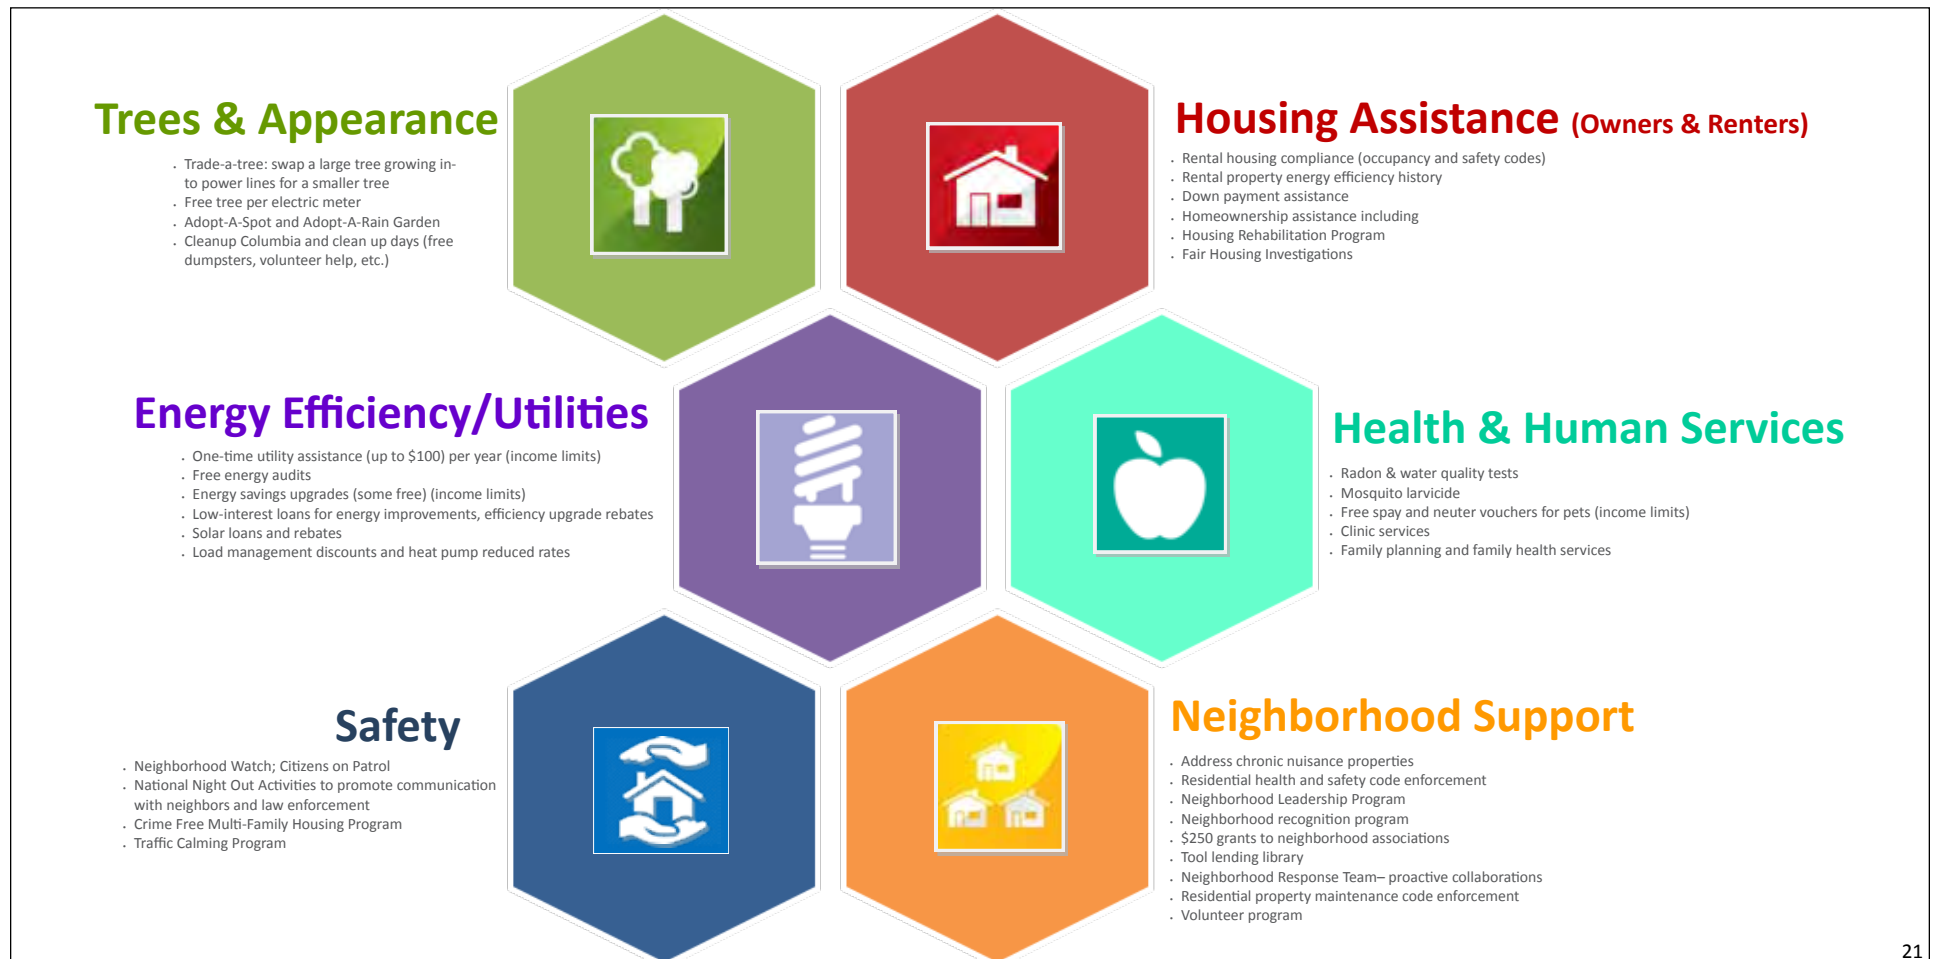 Trees & Appearance
. Trade-a-tree: swap a large tree growing in-
to power lines for a smaller tree
. Free tree per electric meter
. Adopt-A-Spot and Adopt-A-Rain Garden
. Cleanup Columbia and clean up days (free
dumpsters, volunteer help, etc.)
Housing Assistance (Owners & Renters)
. Rental housing compliance (occupancy and safety codes)
. Rental property energy efficiency history
. Down payment assistance
. Homeownership assistance including
. Housing Rehabilitation Program
. Fair Housing Investigations
Energy Efficiency/Utilities
. One-time utility assistance (up to $100) per year (income limits)
. Free energy audits
. Energy savings upgrades (some free) (income limits)
. Low-interest loans for energy improvements, efficiency upgrade rebates
. Solar loans and rebates
. Load management discounts and heat pump reduced rates
Health & Human Services
. Radon & water quality tests
. Mosquito larvicide
. Free spay and neuter vouchers for pets (income limits)
. Clinic services
. Family planning and family health services
Safety
. Neighborhood Watch; Citizens on Patrol
. National Night Out Activities to promote communication
with neighbors and law enforcement
. Crime Free Multi-Family Housing Program
. Traffic Calming Program
Neighborhood Support
. Address chronic nuisance properties
. Residential health and safety code enforcement
. Neighborhood Leadership Program
. Neighborhood recognition program
. $250 grants to neighborhood associations
. Tool lending library
. Neighborhood Response Team– proactive collaborations
. Residential property maintenance code enforcement
. Volunteer program
21